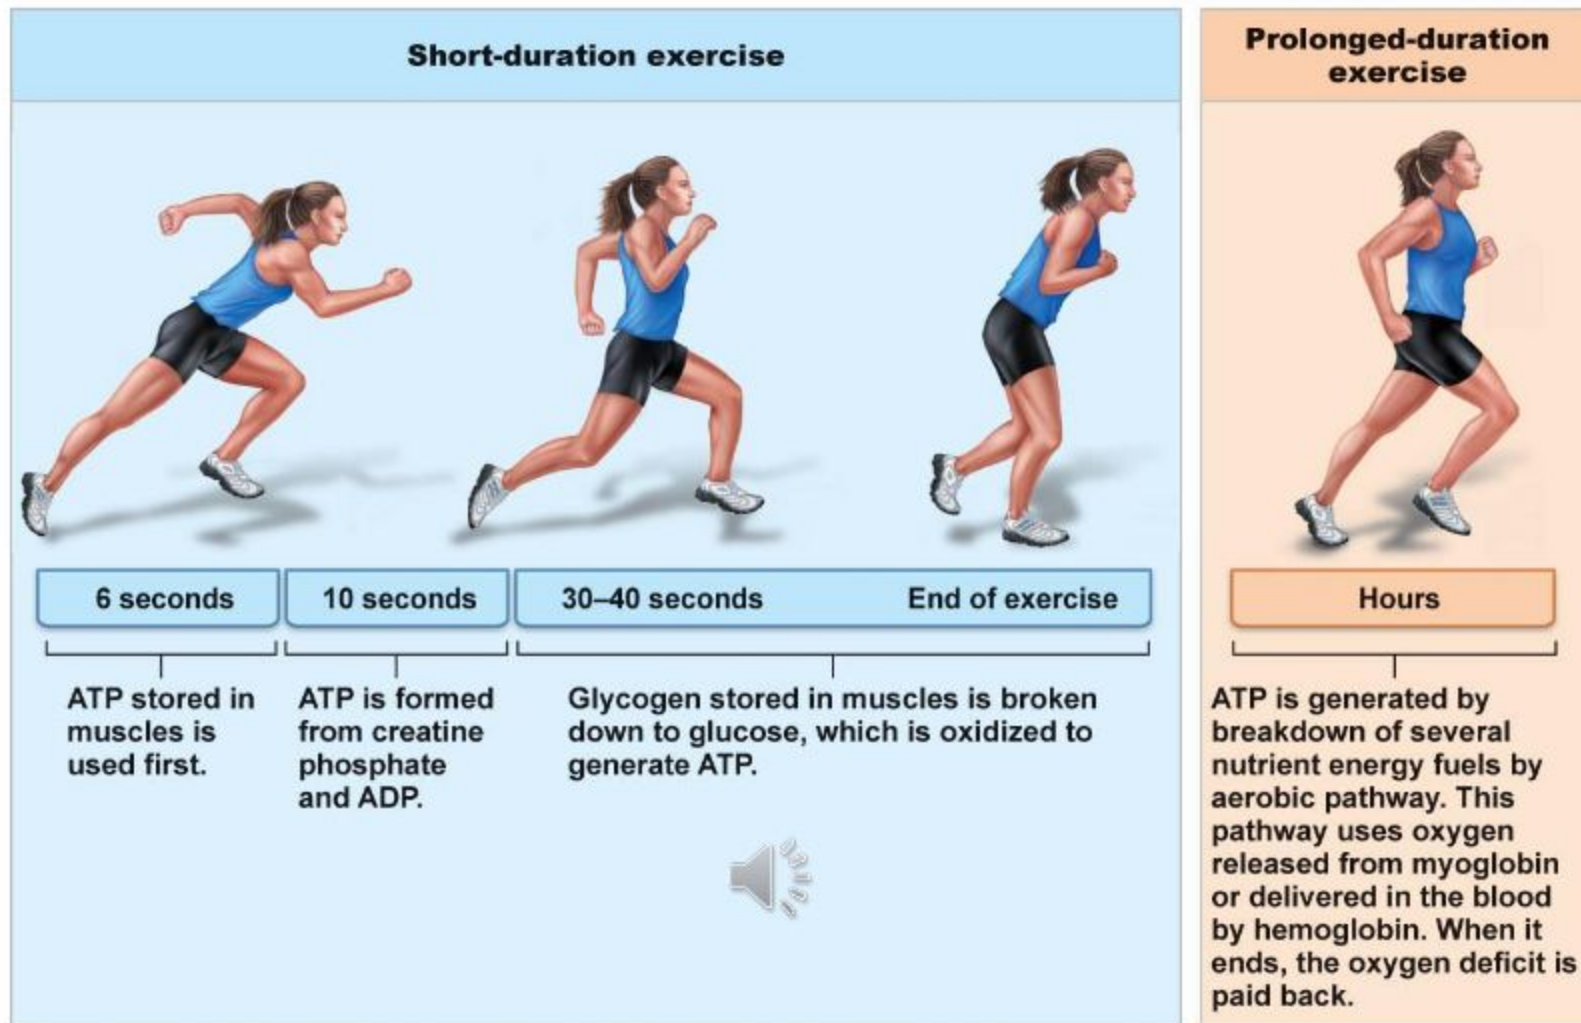 Short-duration exercise
Prolonged-duration
exercise
6 seconds
10 seconds
30–40 seconds
End of exercise
Hours
ATP stored in
muscles is
used first.
ATP is formed
from creatine
phosphate
and ADP.
Glycogen stored in muscles is broken
down to glucose, which is oxidized to
generate ATP.
ATP is generated by
breakdown of several
nutrient energy fuels by
aerobic pathway. This
pathway uses oxygen
released from myoglobin
or delivered in the blood
by hemoglobin. When it
ends, the oxygen deficit is
paid back.